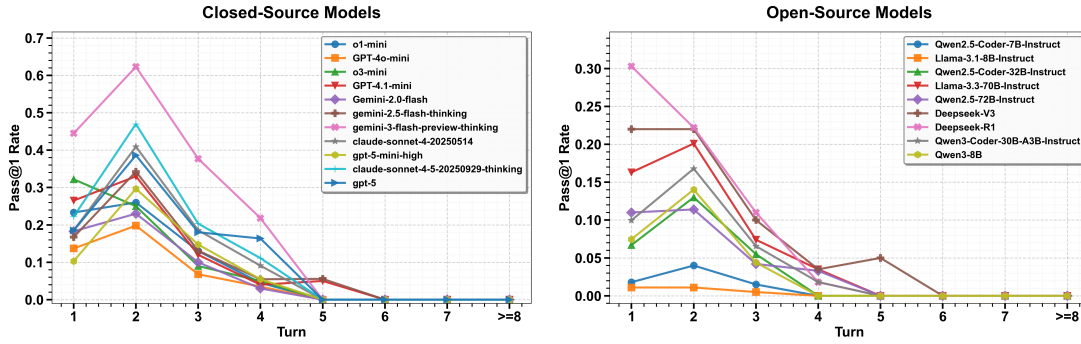 Closed-Source Models
Pass@1 Rate
0.7
0.6
0.5
0.4
0.3
0.2
0.1
0.0
1 2 3 4 5 6 7 >=8
Turn
o1-mini
GPT-4o-mini
o3-mini
GPT-4.1-mini
Gemini-2.0-flash
gemini-2.5-flash-thinking
gemini-3-flash-preview-thinking
claude-sonnet-4-20250514
gpt-5-mini-high
claude-sonnet-4-5-20250929-thinking
gpt-5
Open-Source Models
Pass@1 Rate
0.30
0.25
0.20
0.15
0.10
0.05
0.00
1 2 3 4 5 6 7 >=8
Turn
Qwen2.5-Coder-7B-Instruct
Llama-3.1-8B-Instruct
Qwen2.5-Coder-32B-Instruct
Llama-3.3-70B-Instruct
Qwen2.5-72B-Instruct
Deepseek-V3
Deepseek-R1
Qwen3-Coder-30B-A3B-Instruct
Qwen3-8B